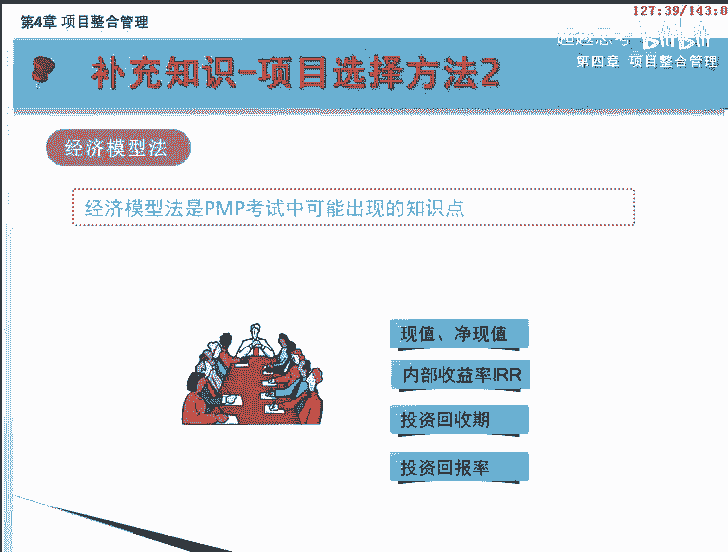 第4章 项目整合管理
127:39/143:0
补充知识-项目选择方法2
第四章 项目整合管理
经济模型法
经济模型法是PMP考试中可能出现的知识点
现值、净现值
内部收益率IRR
投资回收期
投资回报率